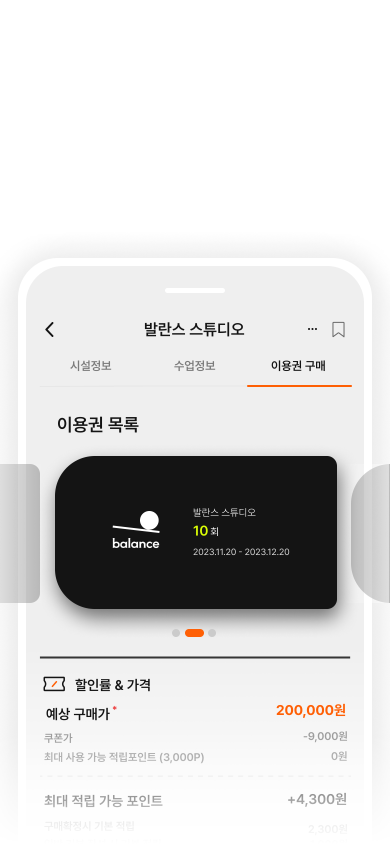 발란스 스튜디오
시설정보 수업정보 이용권 구매
이용권 목록
balance
발란스 스튜디오
10 회
2023.11.20 - 2023.12.20
할인률 & 가격
예상 구매가 * 200,000원
쿠폰가 -9,000원
최대 사용 가능 적립포인트 (3,000P) 0원
최대 적립 가능 포인트 +4,300원
구매확정시 기본 적립 2,300원